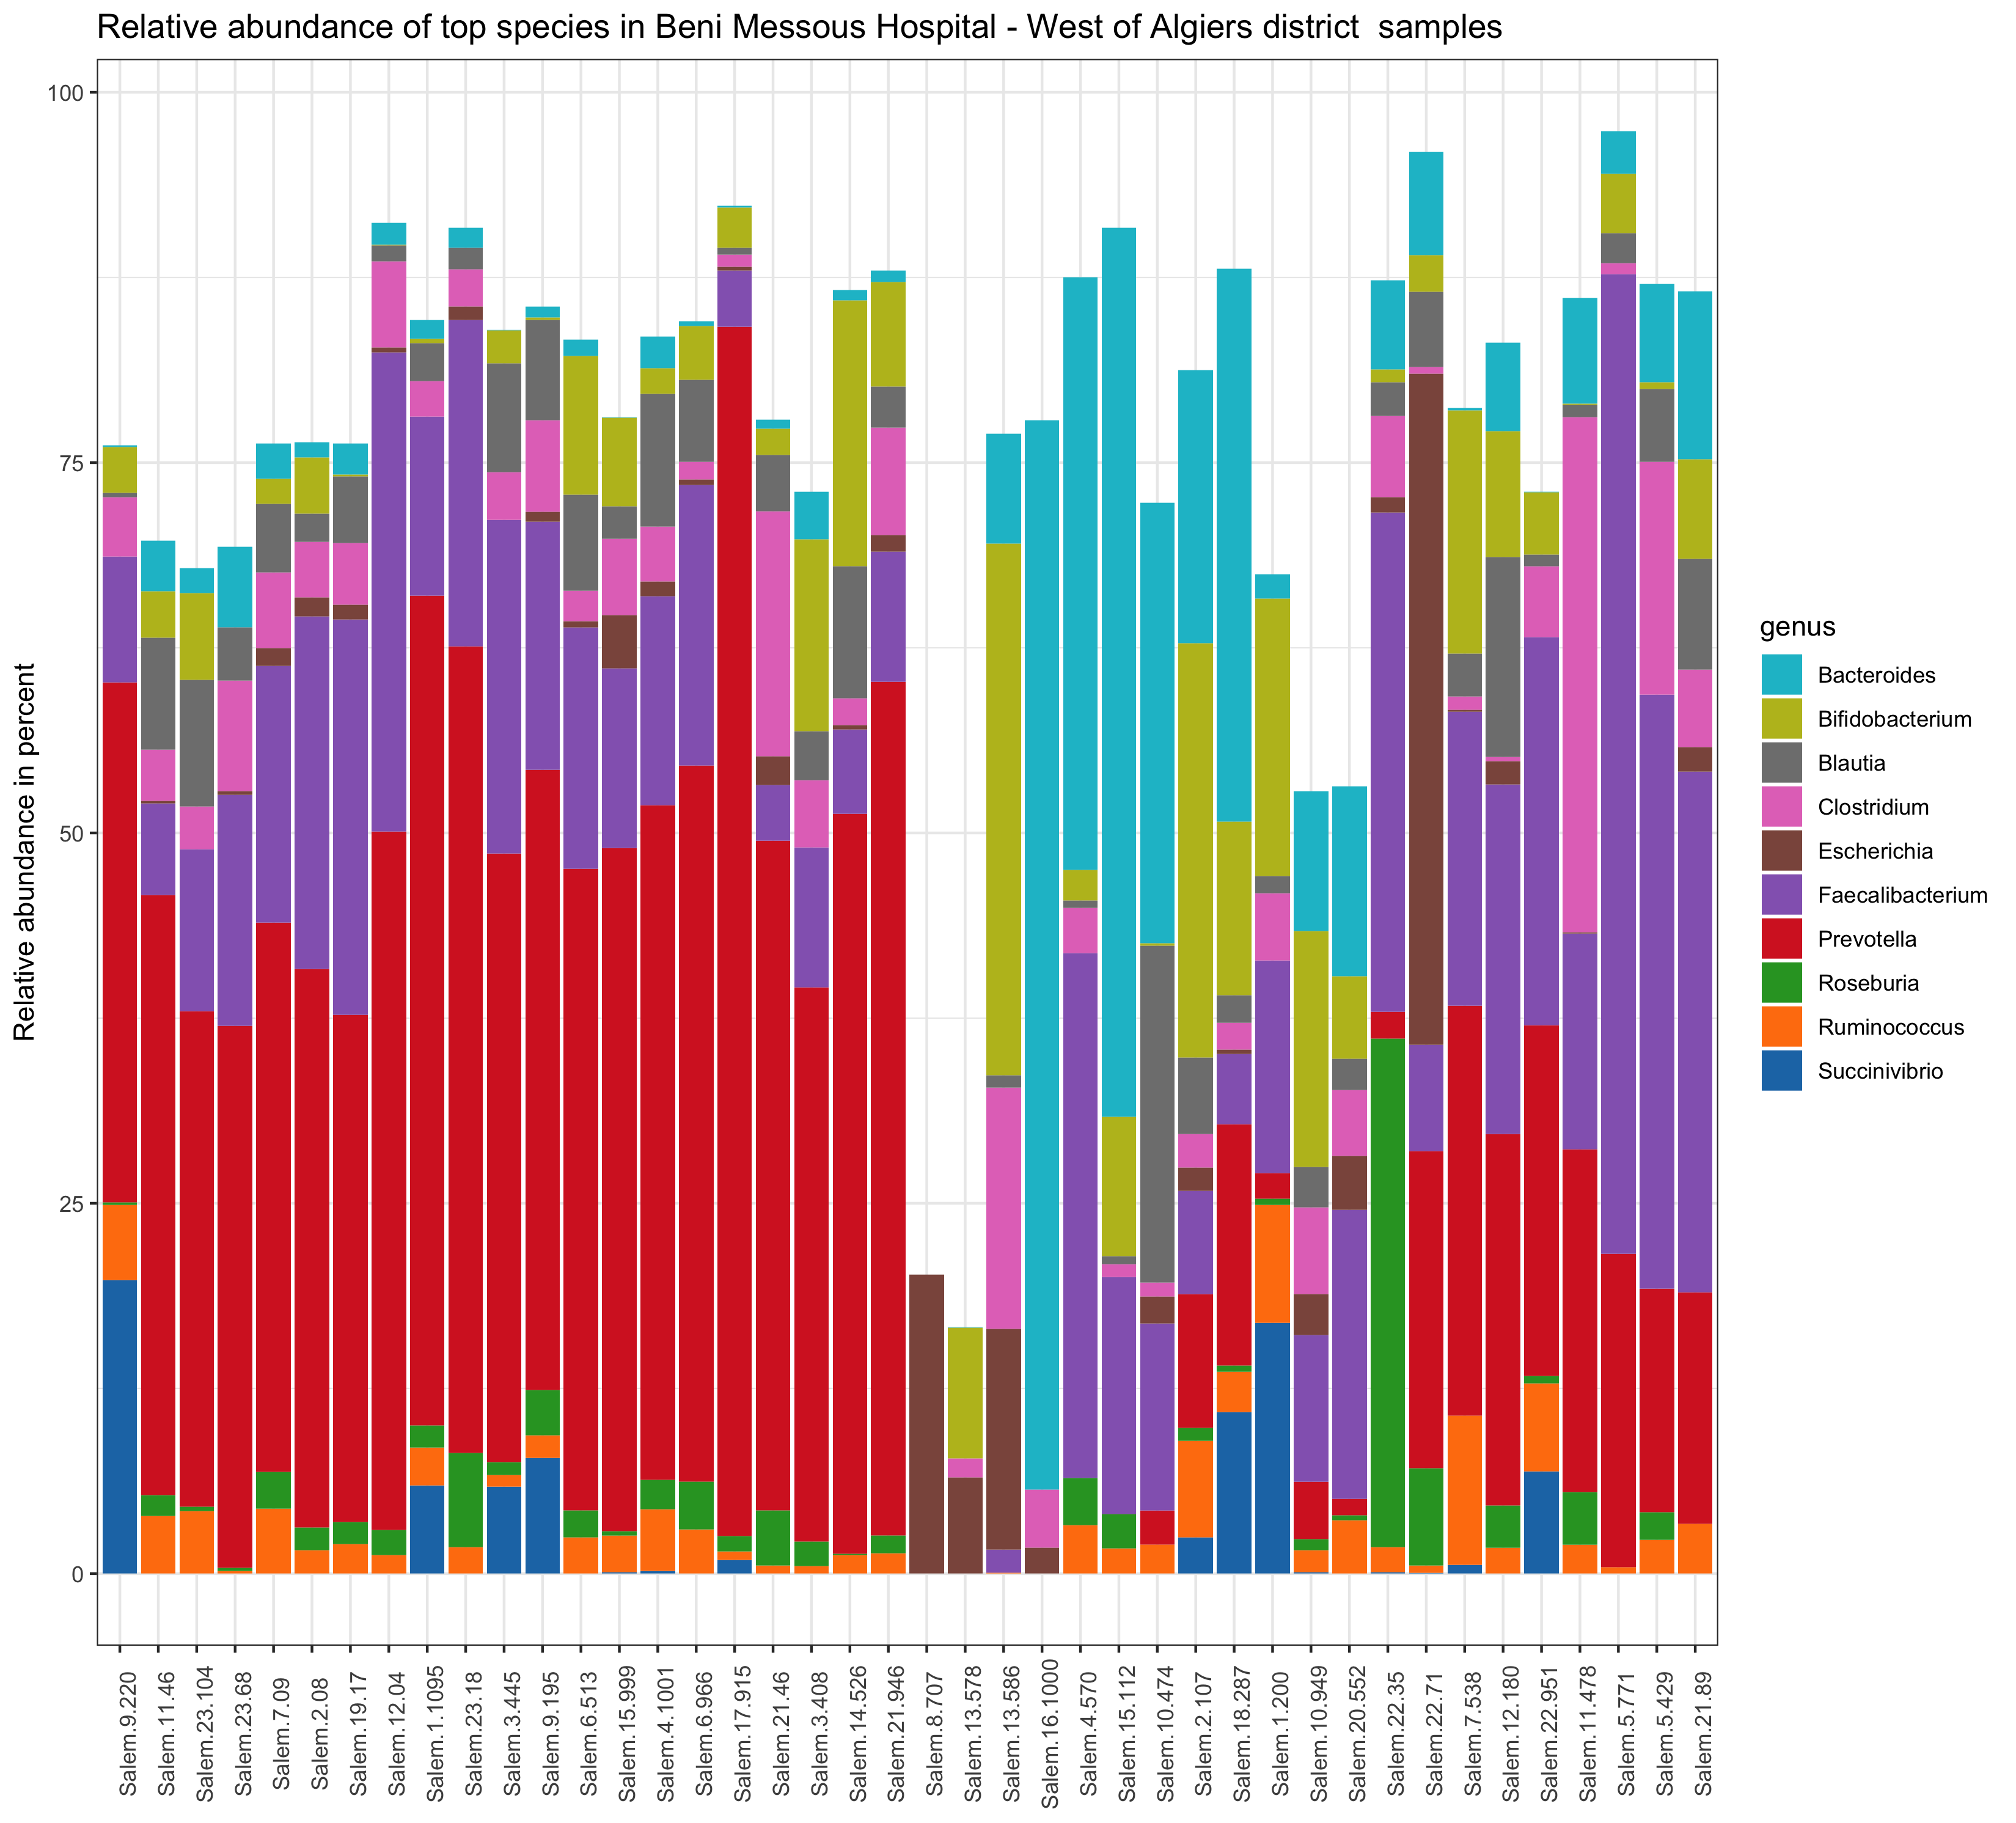 Relative abundance of top species in Beni Messous Hospital - West of Algiers district  samples
Relative abundance in percent
100
75
50
25
0
Salem.9.220
Salem.11.46
Salem.23.104
Salem.23.68
Salem.7.09
Salem.2.08
Salem.19.17
Salem.12.04
Salem.1.1095
Salem.23.18
Salem.3.445
Salem.9.195
Salem.6.513
Salem.15.999
Salem.4.1001
Salem.6.966
Salem.17.915
Salem.21.46
Salem.3.408
Salem.14.526
Salem.21.946
Salem.8.707
Salem.13.578
Salem.13.586
Salem.16.1000
Salem.4.570
Salem.15.112
Salem.10.474
Salem.2.107
Salem.18.287
Salem.1.200
Salem.10.949
Salem.20.552
Salem.22.35
Salem.22.71
Salem.7.538
Salem.12.180
Salem.22.951
Salem.11.478
Salem.5.771
Salem.5.429
Salem.21.89
genus
Bacteroides
Bifidobacterium
Blautia
Clostridium
Escherichia
Faecalibacterium
Prevotella
Roseburia
Ruminococcus
Succinivibrio